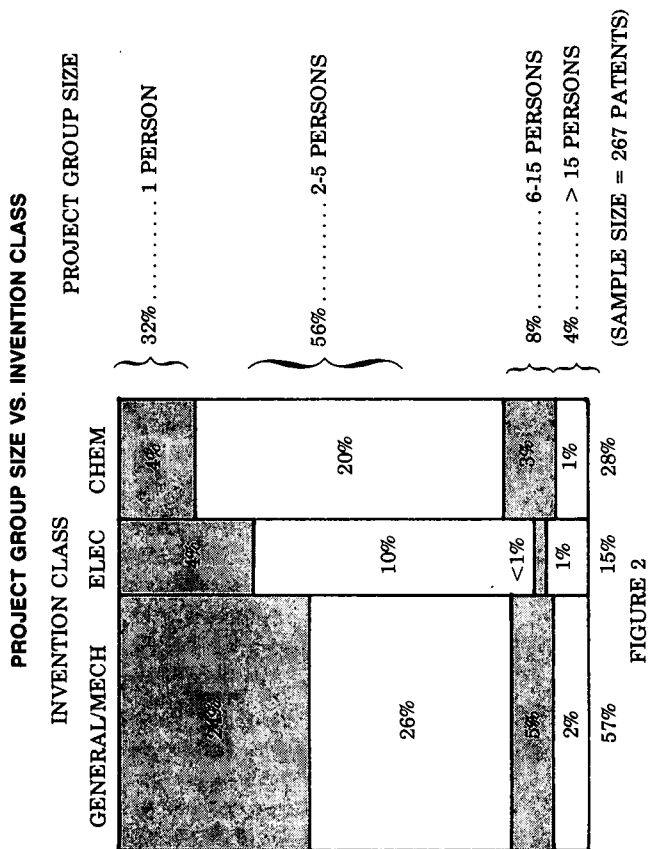 PROJECT GROUP SIZE VS. INVENTION CLASS
INVENTION CLASS
PROJECT GROUP SIZE
GENERAL/MECH ELEC CHEM
24% 4% 4% 32% .......... 1 PERSON
26% 10% 20% 56% .......... 2-5 PERSONS
5% <1% 3% 8% .......... 6-15 PERSONS
2% 1% 1% 4% .......... > 15 PERSONS
57% 15% 28% (SAMPLE SIZE = 267 PATENTS)
FIGURE 2